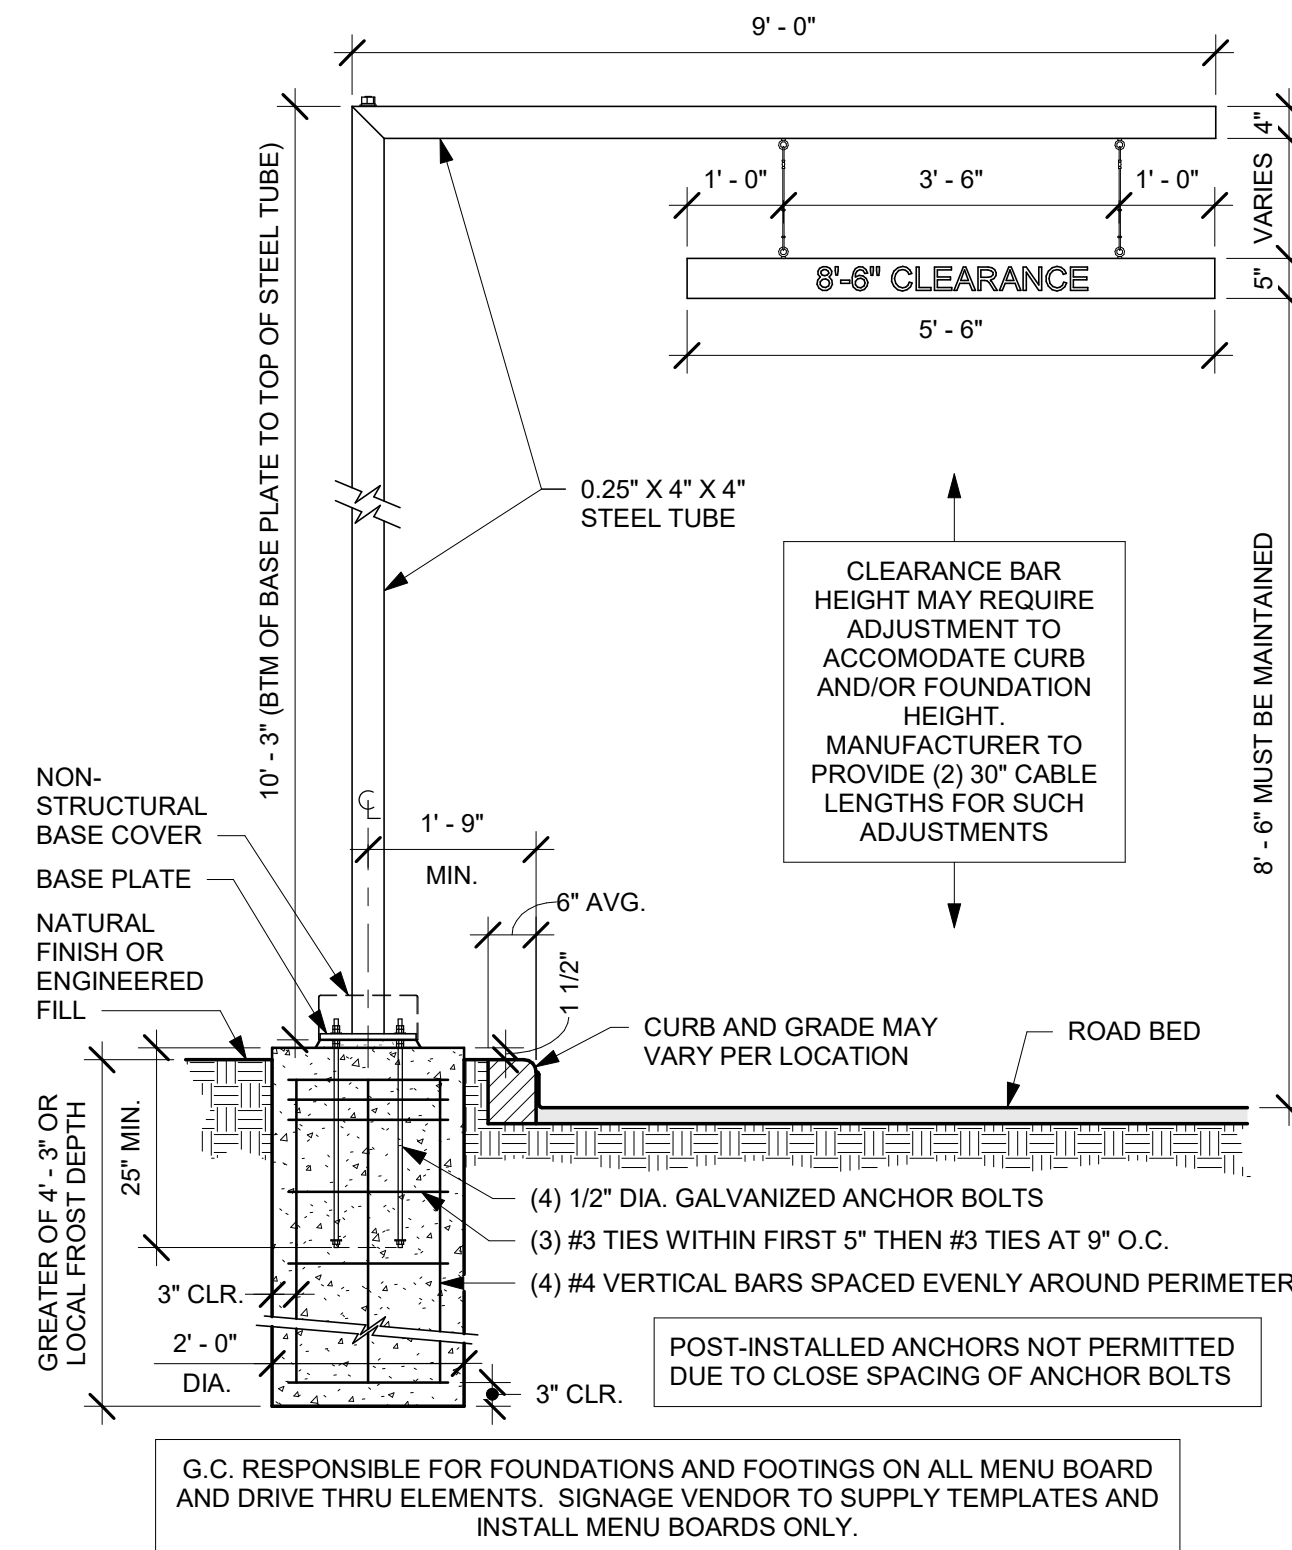 9' - 0"
4"
VARIES
5"
1' - 0"
3' - 6"
1' - 0"
8'-6" CLEARANCE
5' - 6"
10' - 3" (BTM OF BASE PLATE TO TOP OF STEEL TUBE)
0.25" X 4" X 4"
STEEL TUBE
CLEARANCE BAR
HEIGHT MAY REQUIRE
ADJUSTMENT TO
ACCOMODATE CURB
AND/OR FOUNDATION
HEIGHT.
MANUFACTURER TO
PROVIDE (2) 30" CABLE
LENGTHS FOR SUCH
ADJUSTMENTS
8' - 6" MUST BE MAINTAINED
NON-
STRUCTURAL
BASE COVER
BASE PLATE
NATURAL
FINISH OR
ENGINEERED
FILL
CL
1' - 9"
MIN.
6" AVG.
1 1/2"
CURB AND GRADE MAY
VARY PER LOCATION
ROAD BED
GREATER OF 4' - 3" OR
LOCAL FROST DEPTH
25" MIN.
(4) 1/2" DIA. GALVANIZED ANCHOR BOLTS
(3) #3 TIES WITHIN FIRST 5" THEN #3 TIES AT 9" O.C.
(4) #4 VERTICAL BARS SPACED EVENLY AROUND PERIMETER
3" CLR.
2' - 0"
DIA.
3" CLR.
POST-INSTALLED ANCHORS NOT PERMITTED
DUE TO CLOSE SPACING OF ANCHOR BOLTS
G.C. RESPONSIBLE FOR FOUNDATIONS AND FOOTINGS ON ALL MENU BOARD
AND DRIVE THRU ELEMENTS.  SIGNAGE VENDOR TO SUPPLY TEMPLATES AND
INSTALL MENU BOARDS ONLY.